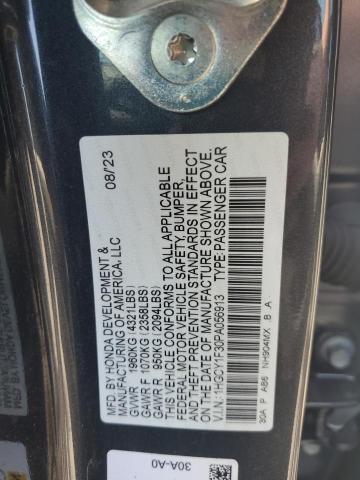 MFD. BY HONDA DEVELOPMENT & 08/'23
MANUFACTURING OF AMERICA, LLC
GVWR 1960KG (4321LBS)
GAWR F 1070KG (2358LBS)
GAWR R 950KG (2094LBS)
THIS VEHICLE CONFORMS TO ALL APPLICABLE
FEDERAL MOTOR VEHICLE SAFETY, BUMPER,
AND THEFT PREVENTION STANDARDS IN EFFECT
ON THE DATE OF MANUFACTURE SHOWN ABOVE.
V.I.N.: 1HGCY1F30PA056913 TYPE:PASSENGER CAR
30A P A86 NH904MX B .A
30A-A0